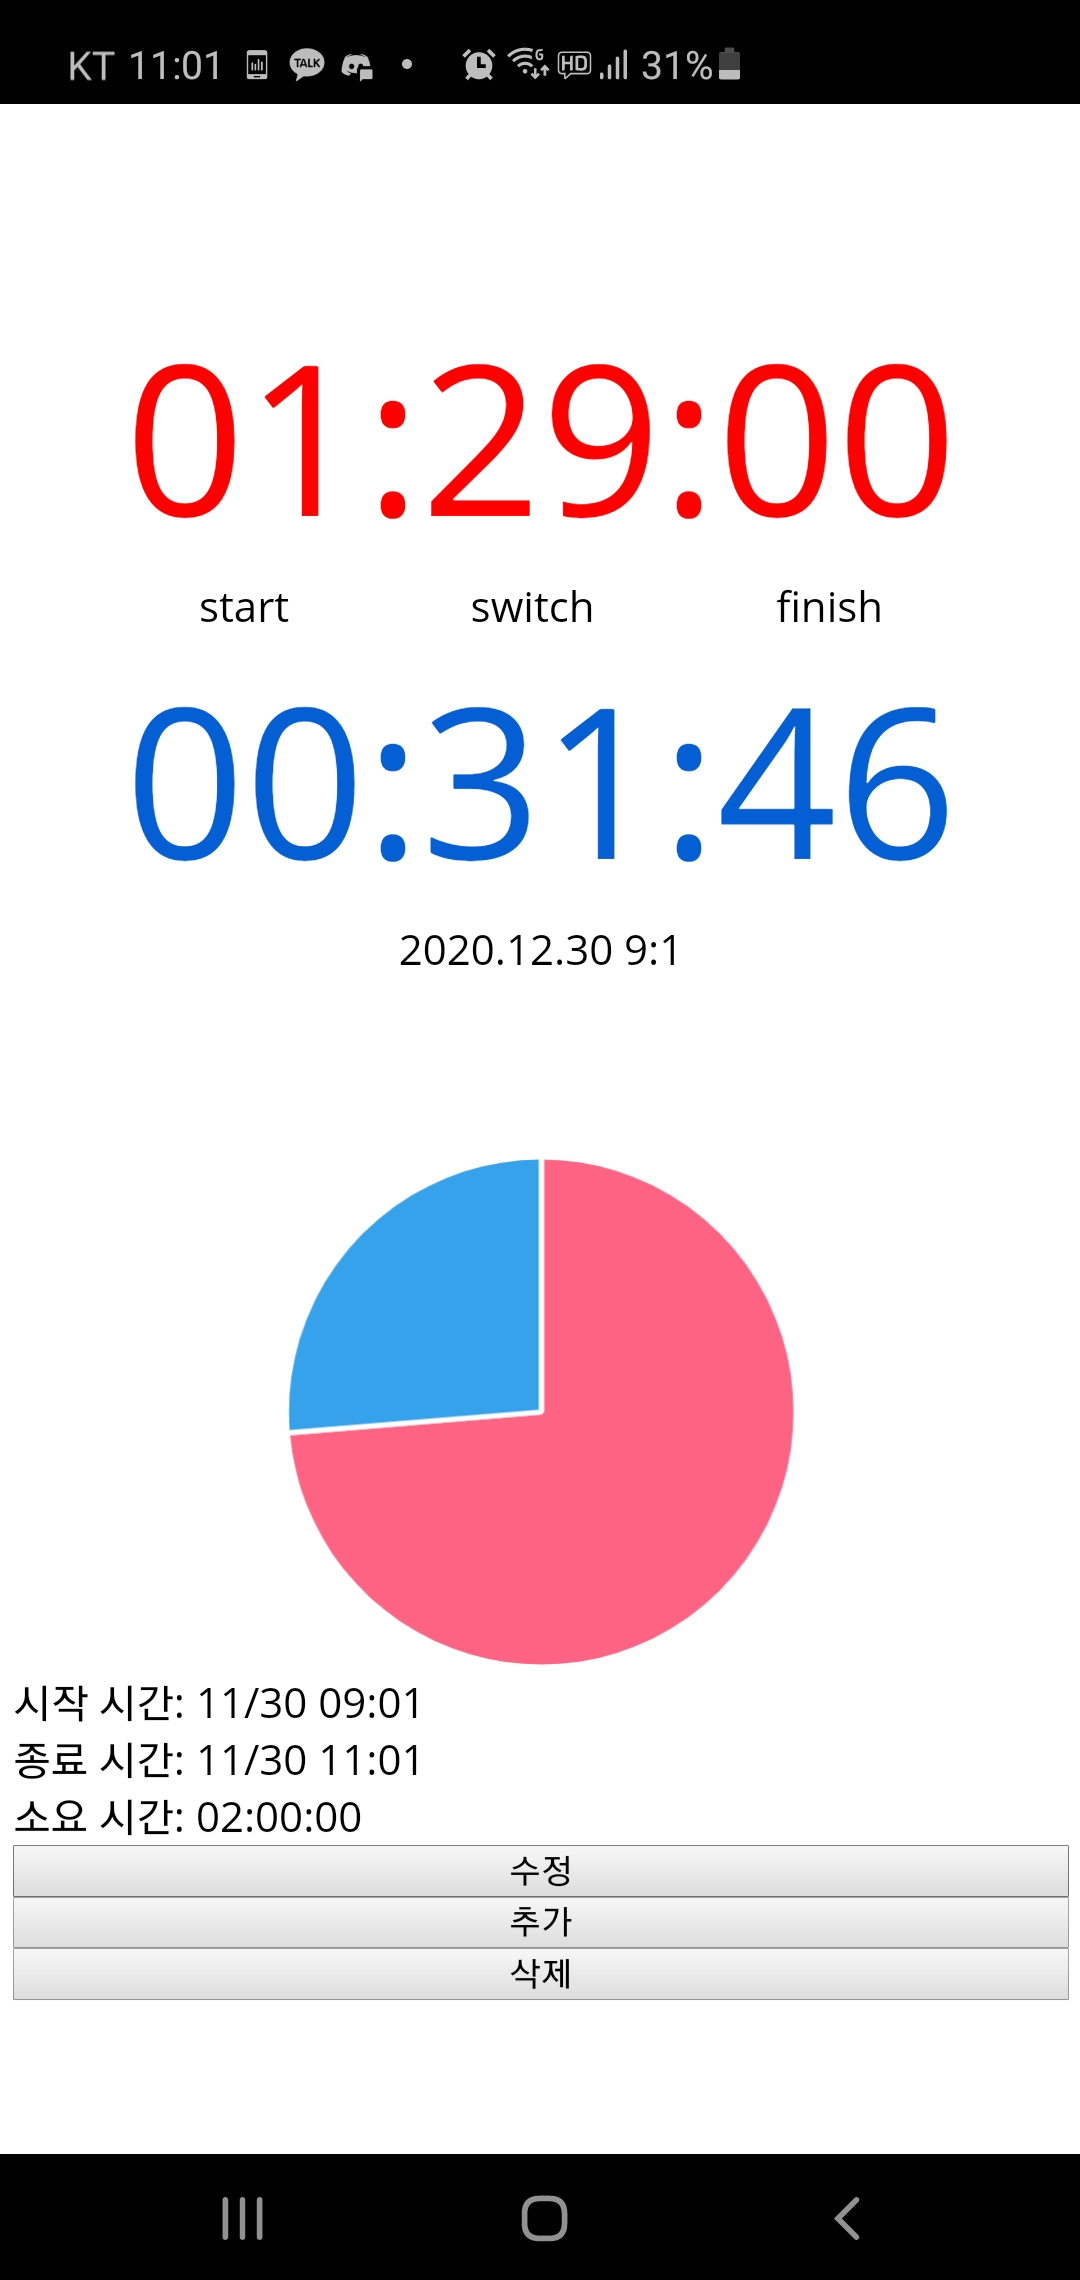 KT 11:01 TALK G HD 31%
01:29:00
start switch finish
00:31:46
2020.12.30 9:1
시작 시간: 11/30 09:01
종료 시간: 11/30 11:01
소요 시간: 02:00:00
수정
추가
삭제